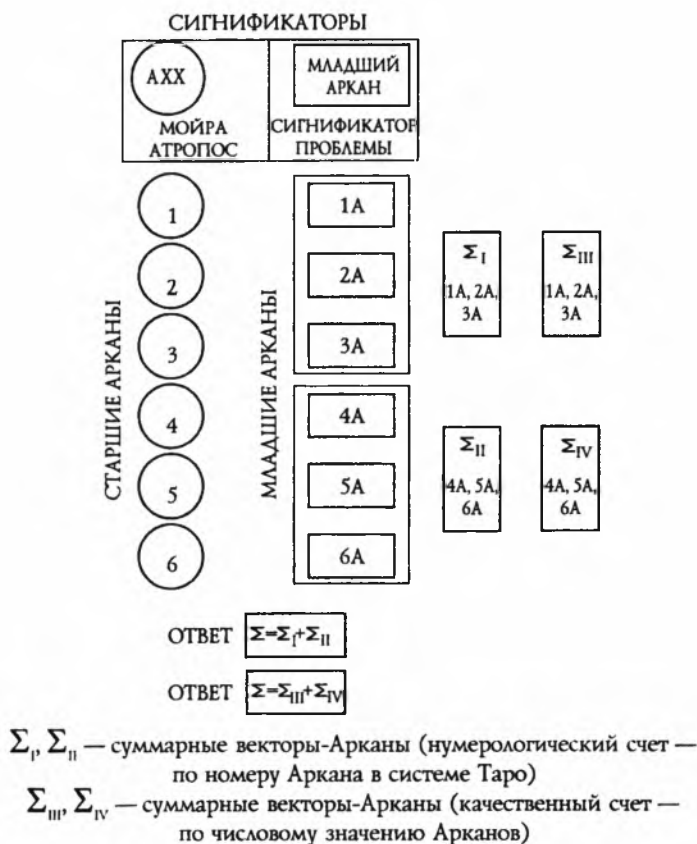 СИГНИФИКАТОРЫ
АХХ
МЛАДШИЙ
АРКАН
МОЙРА
АТРОПОС
СИГНИФИКАТОР
ПРОБЛЕМЫ
СТАРШИЕ АРКАНЫ
1
2
3
4
5
6
МЛАДШИЕ АРКАНЫ
1А
2А
3А
4А
5А
6А
Σ_I
1А, 2А,
3А
Σ_III
1А, 2А,
3А
Σ_II
4А, 5А,
6А
Σ_IV
4А, 5А,
6А
ОТВЕТ Σ=Σ_I+Σ_II
ОТВЕТ Σ=Σ_III+Σ_IV
Σ_I, Σ_II — суммарные векторы-Арканы (нумерологический счет —
по номеру Аркана в системе Таро)
Σ_III, Σ_IV — суммарные векторы-Арканы (качественный счет —
по числовому значению Арканов)